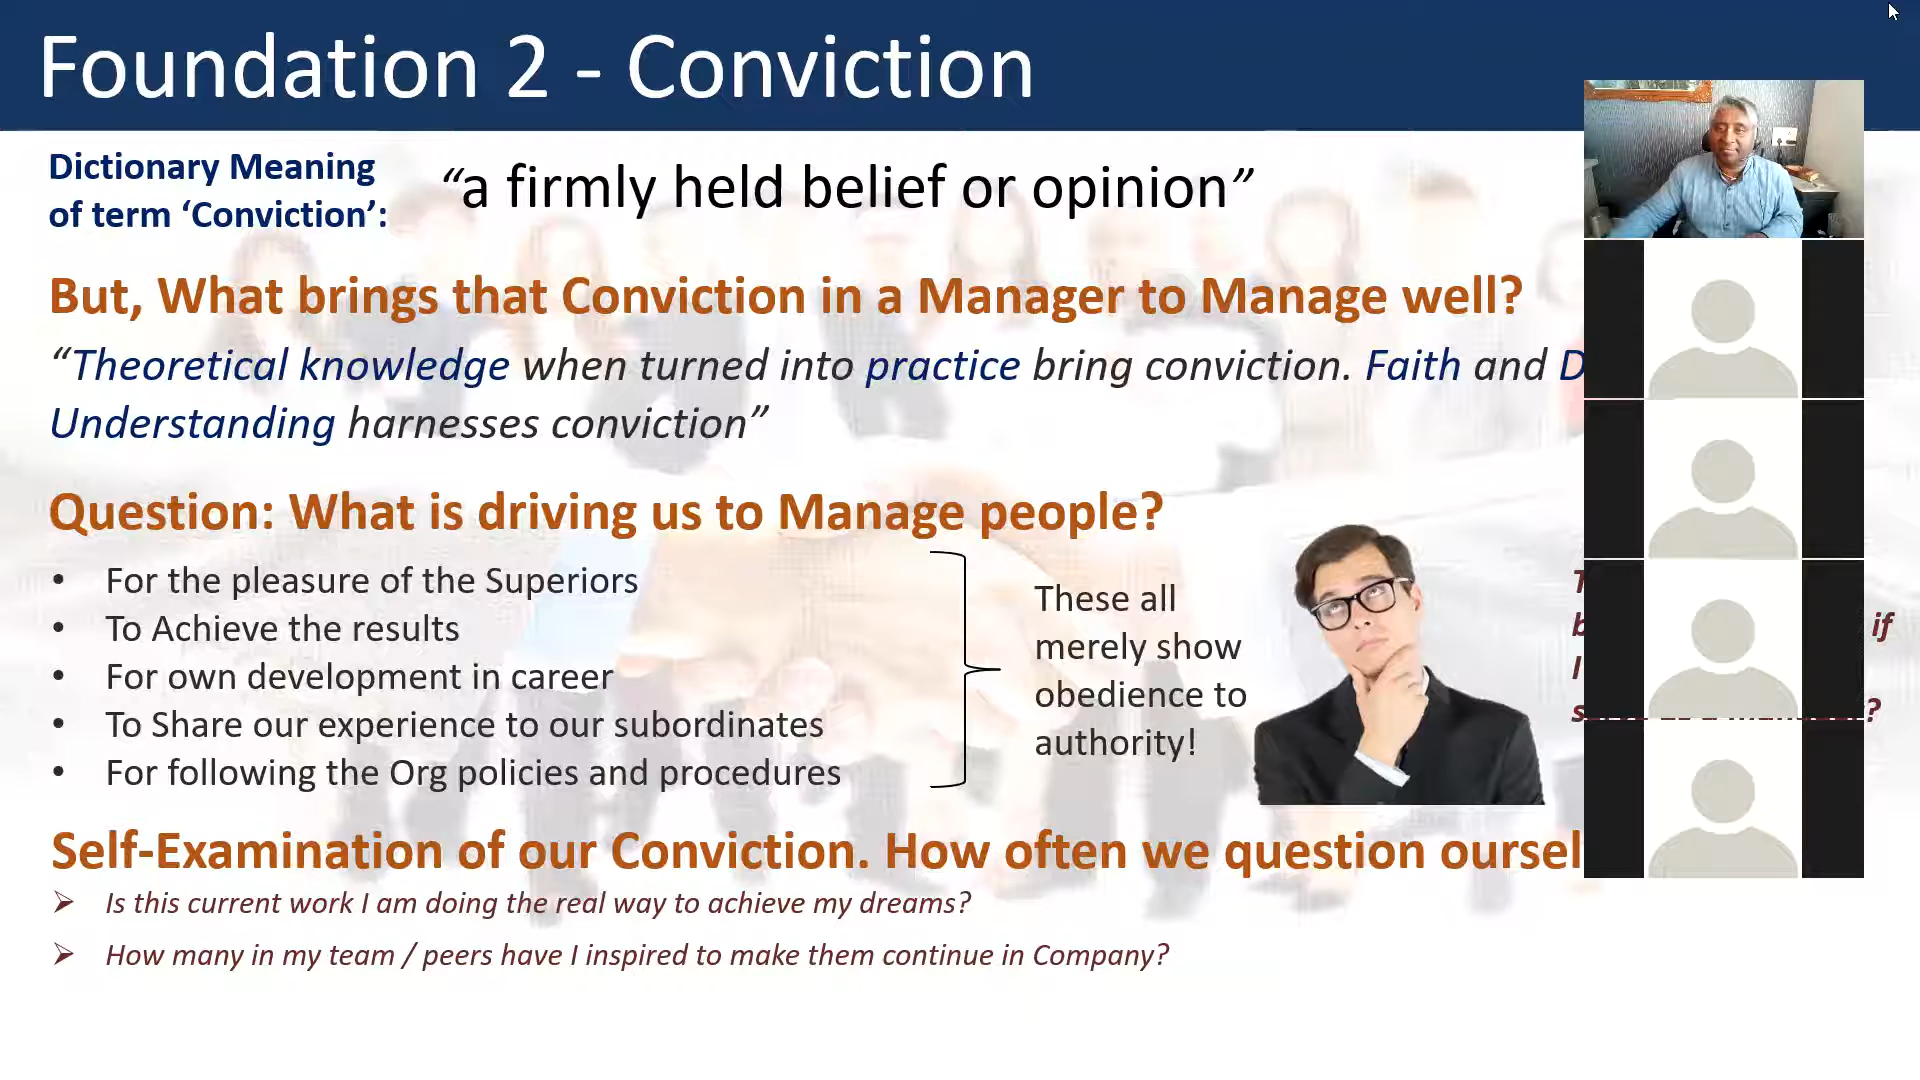 Foundation 2 - Conviction
Dictionary Meaning
of term ‘Conviction’:
“a firmly held belief or opinion”
But, What brings that Conviction in a Manager to Manage well?
“Theoretical knowledge when turned into practice bring conviction. Faith and
Understanding harnesses conviction”
Question: What is driving us to Manage people?
• For the pleasure of the Superiors
• To Achieve the results
• For own development in career
• To Share our experience to our subordinates
• For following the Org policies and procedures
These all
merely show
obedience to
authority!
if
Self-Examination of our Conviction. How often we question
➢ Is this current work I am doing the real way to achieve my dreams?
➢ How many in my team / peers have I inspired to make them continue in Company?